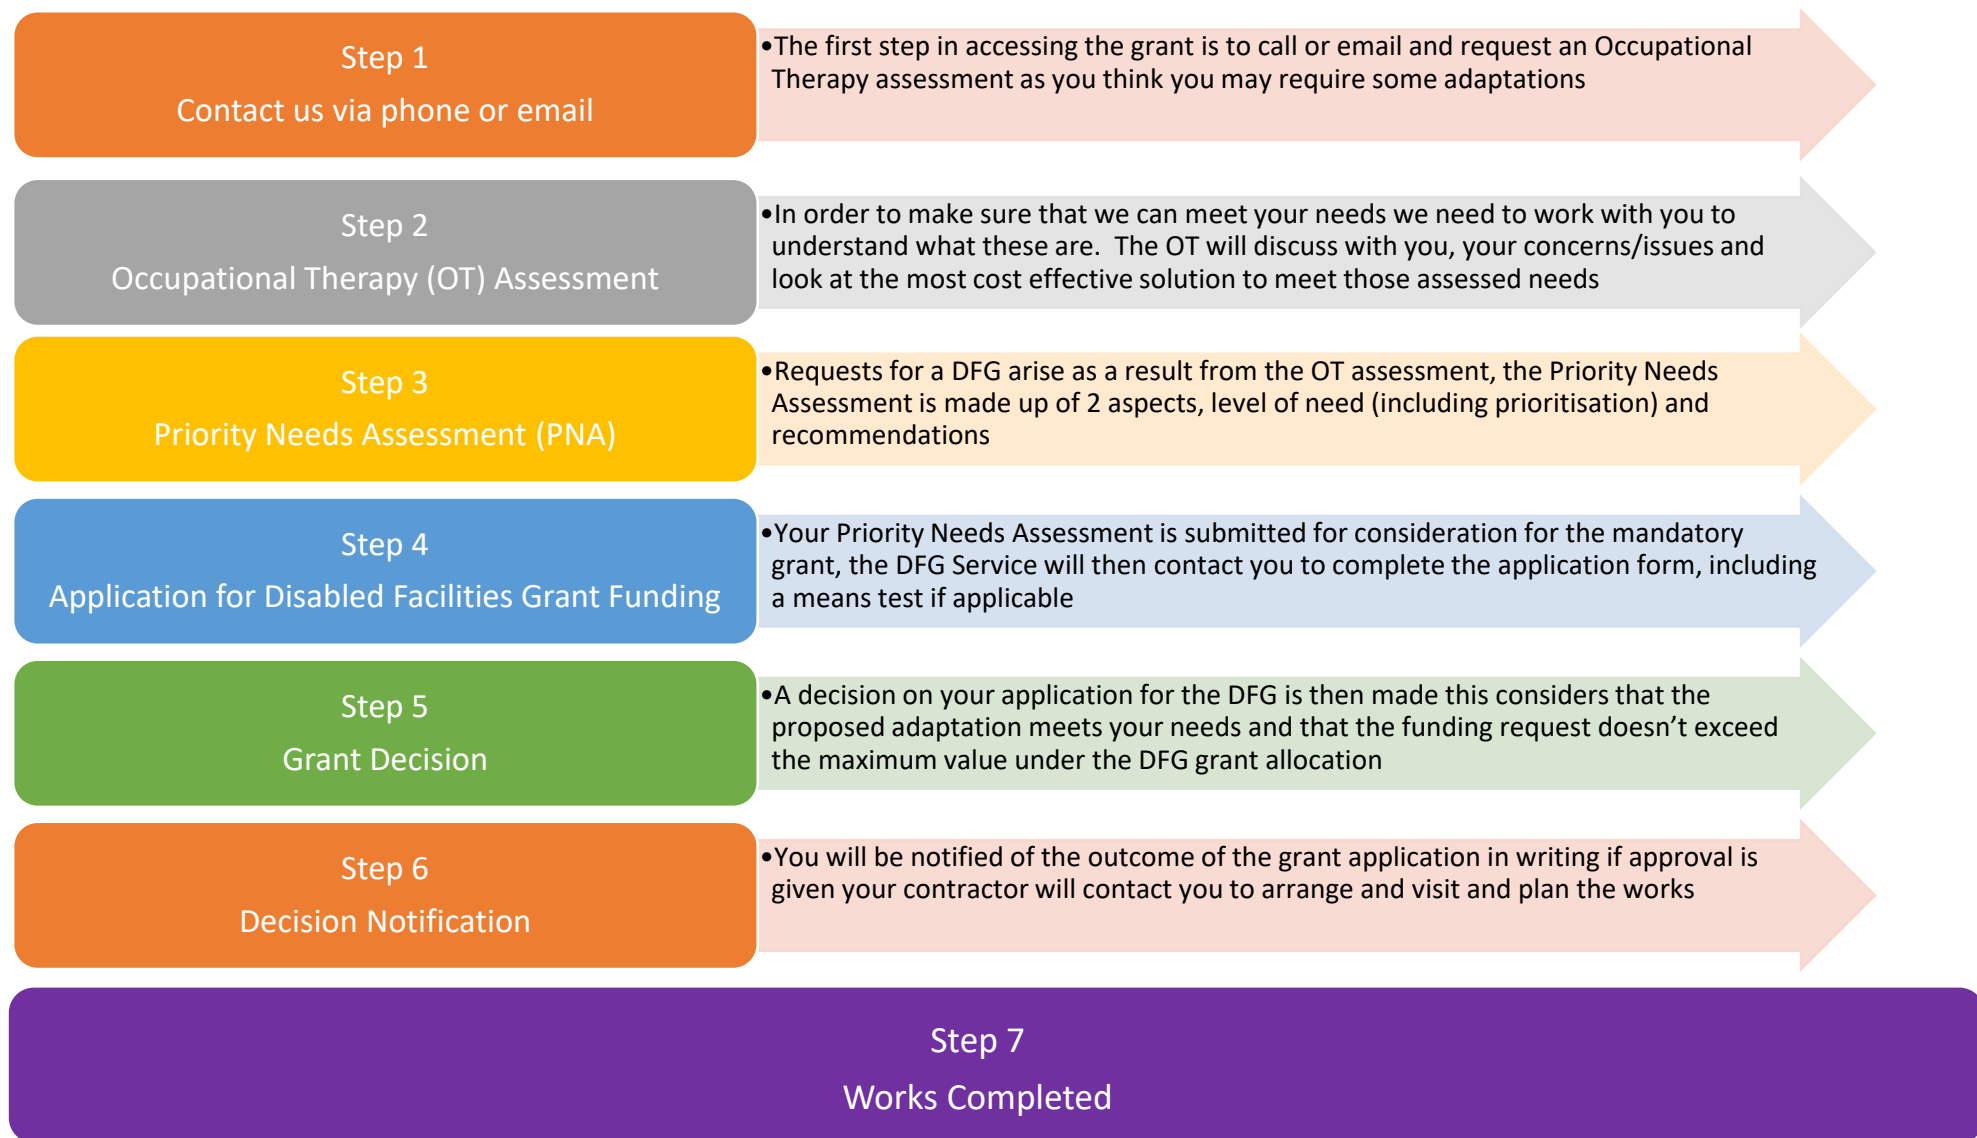 Step 1
Contact us via phone or email
•The first step in accessing the grant is to call or email and request an Occupational
Therapy assessment as you think you may require some adaptations
Step 2
Occupational Therapy (OT) Assessment
•In order to make sure that we can meet your needs we need to work with you to
understand what these are.  The OT will discuss with you, your concerns/issues and
look at the most cost effective solution to meet those assessed needs
Step 3
Priority Needs Assessment (PNA)
•Requests for a DFG arise as a result from the OT assessment, the Priority Needs
Assessment is made up of 2 aspects, level of need (including prioritisation) and
recommendations
Step 4
Application for Disabled Facilities Grant Funding
•Your Priority Needs Assessment is submitted for consideration for the mandatory
grant, the DFG Service will then contact you to complete the application form, including
a means test if applicable
Step 5
Grant Decision
•A decision on your application for the DFG is then made this considers that the
proposed adaptation meets your needs and that the funding request doesn’t exceed
the maximum value under the DFG grant allocation
Step 6
Decision Notification
•You will be notified of the outcome of the grant application in writing if approval is
given your contractor will contact you to arrange and visit and plan the works
Step 7
Works Completed